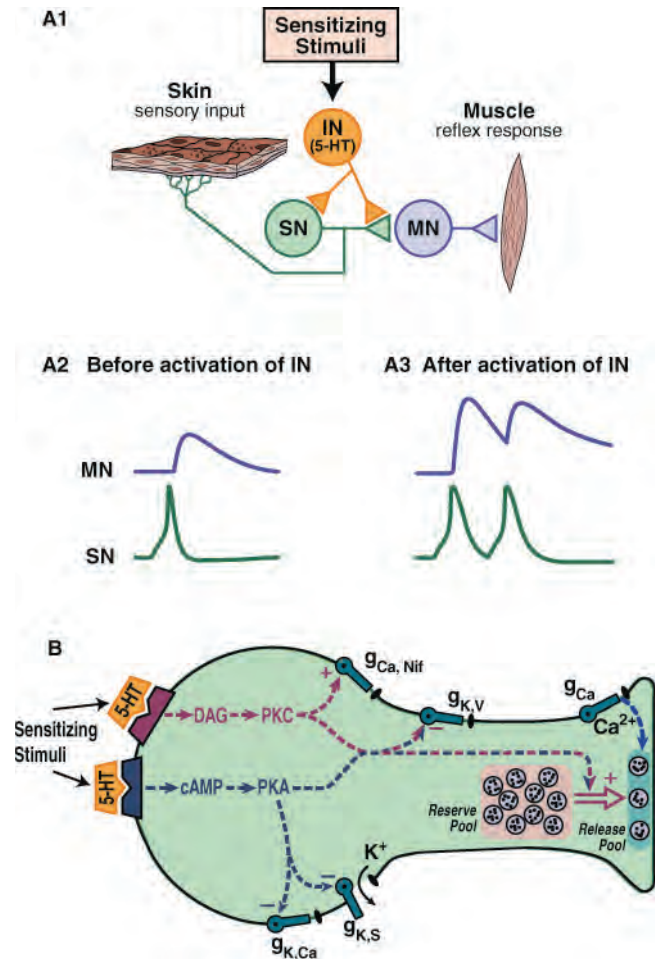 A1
Sensitizing
Stimuli
Skin
sensory input
IN
(5-HT)
Muscle
reflex response
SN
MN
A2 Before activation of IN
A3 After activation of IN
MN
SN
B
5-HT
Sensitizing
Stimuli
5-HT
DAG
PKC
+
gCa, Nif
gK,V
−
gCa
Ca2+
cAMP
PKA
+
Reserve
Pool
Release
Pool
K+
−
−
gK,Ca
gK,S